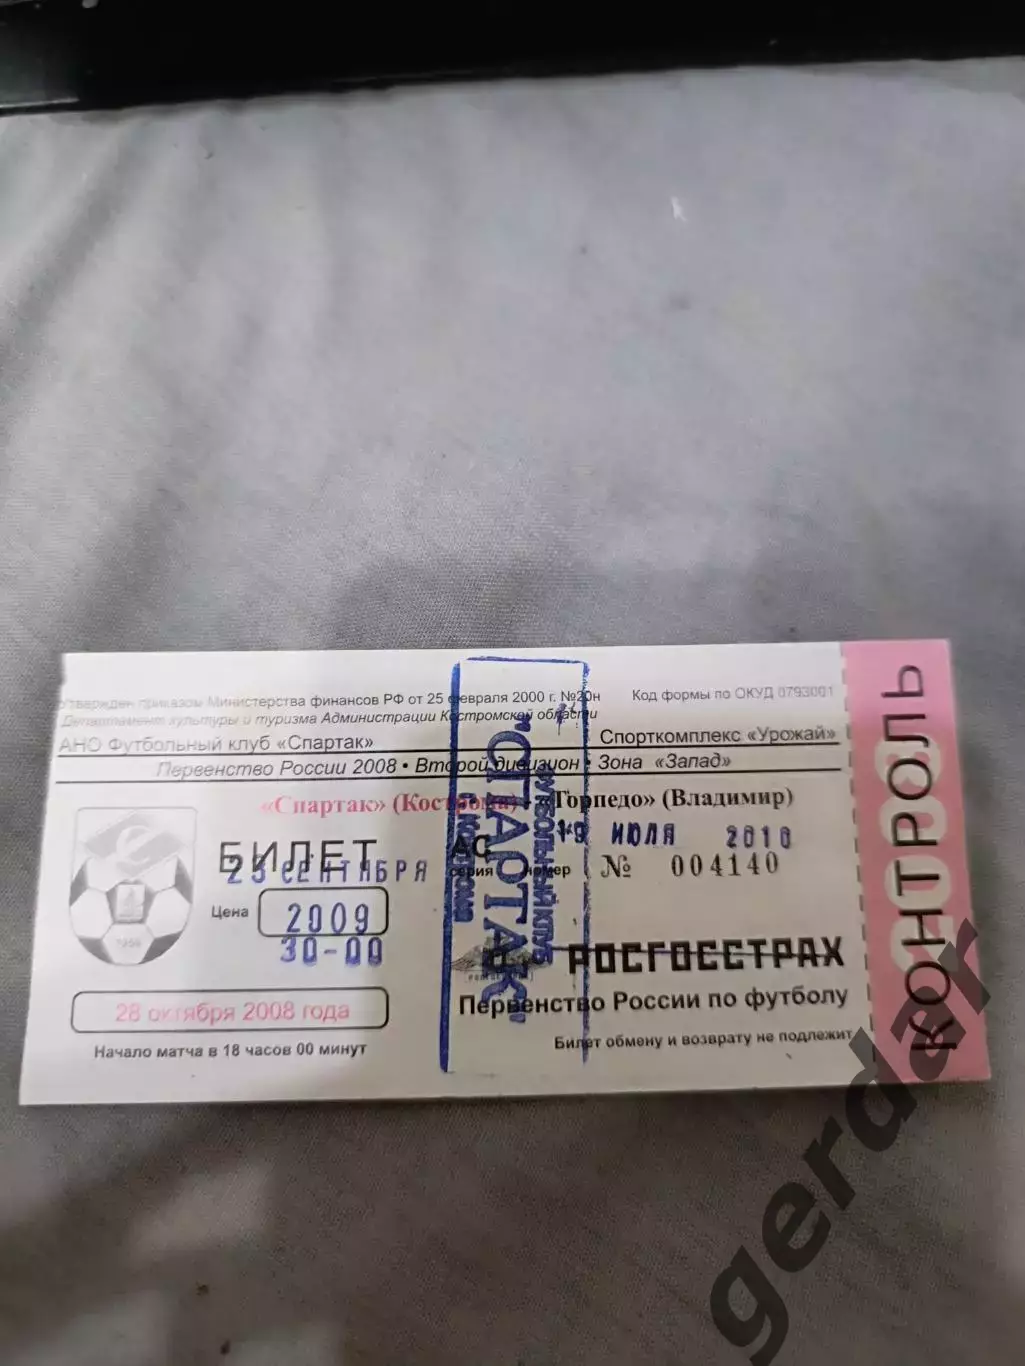 Утвержден приказом Министерства финансов РФ от 25 февраля 2000 г. №20н
Код формы по ОКУД 0793001
Департамент культуры и туризма Администрации Костромской области
АНО Футбольный клуб «Спартак»
Спорткомплекс «Урожай»
Первенство России 2008 • Второй дивизион • Зона «Запад»
«Спартак» (Кострома) - «Торпедо» (Владимир)
19 ИЮЛЯ 2010
БИЛЕТ
АС
серия
номер
№ 004140
25 СЕНТЯБРЯ
Цена
2009
30-00
1959
РОСГОССТРАХ
Первенство России по футболу
28 октября 2008 года
Начало матча в 18 часов 00 минут
Билет обмену и возврату не подлежит
ФУТБОЛЬНЫЙ КЛУБ
"СПАРТАК"
Г. КОСТРОМА
КОНТРОЛЬ
gerdar